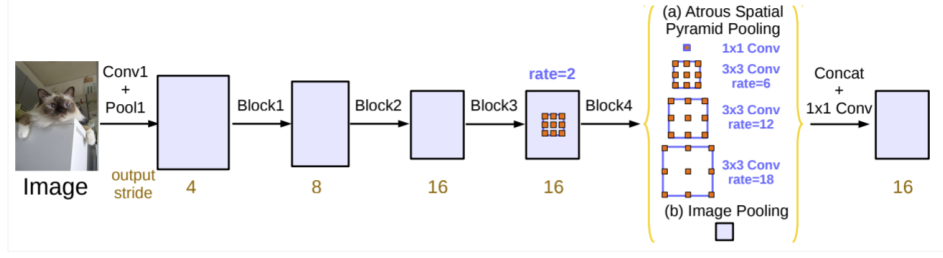 Image
Conv1
+
Pool1
output
stride
4
Block1
8
Block2
16
Block3
rate=2
16
Block4
(a) Atrous Spatial
Pyramid Pooling
1x1 Conv
3x3 Conv
rate=6
3x3 Conv
rate=12
3x3 Conv
rate=18
(b) Image Pooling
Concat
+
1x1 Conv
16